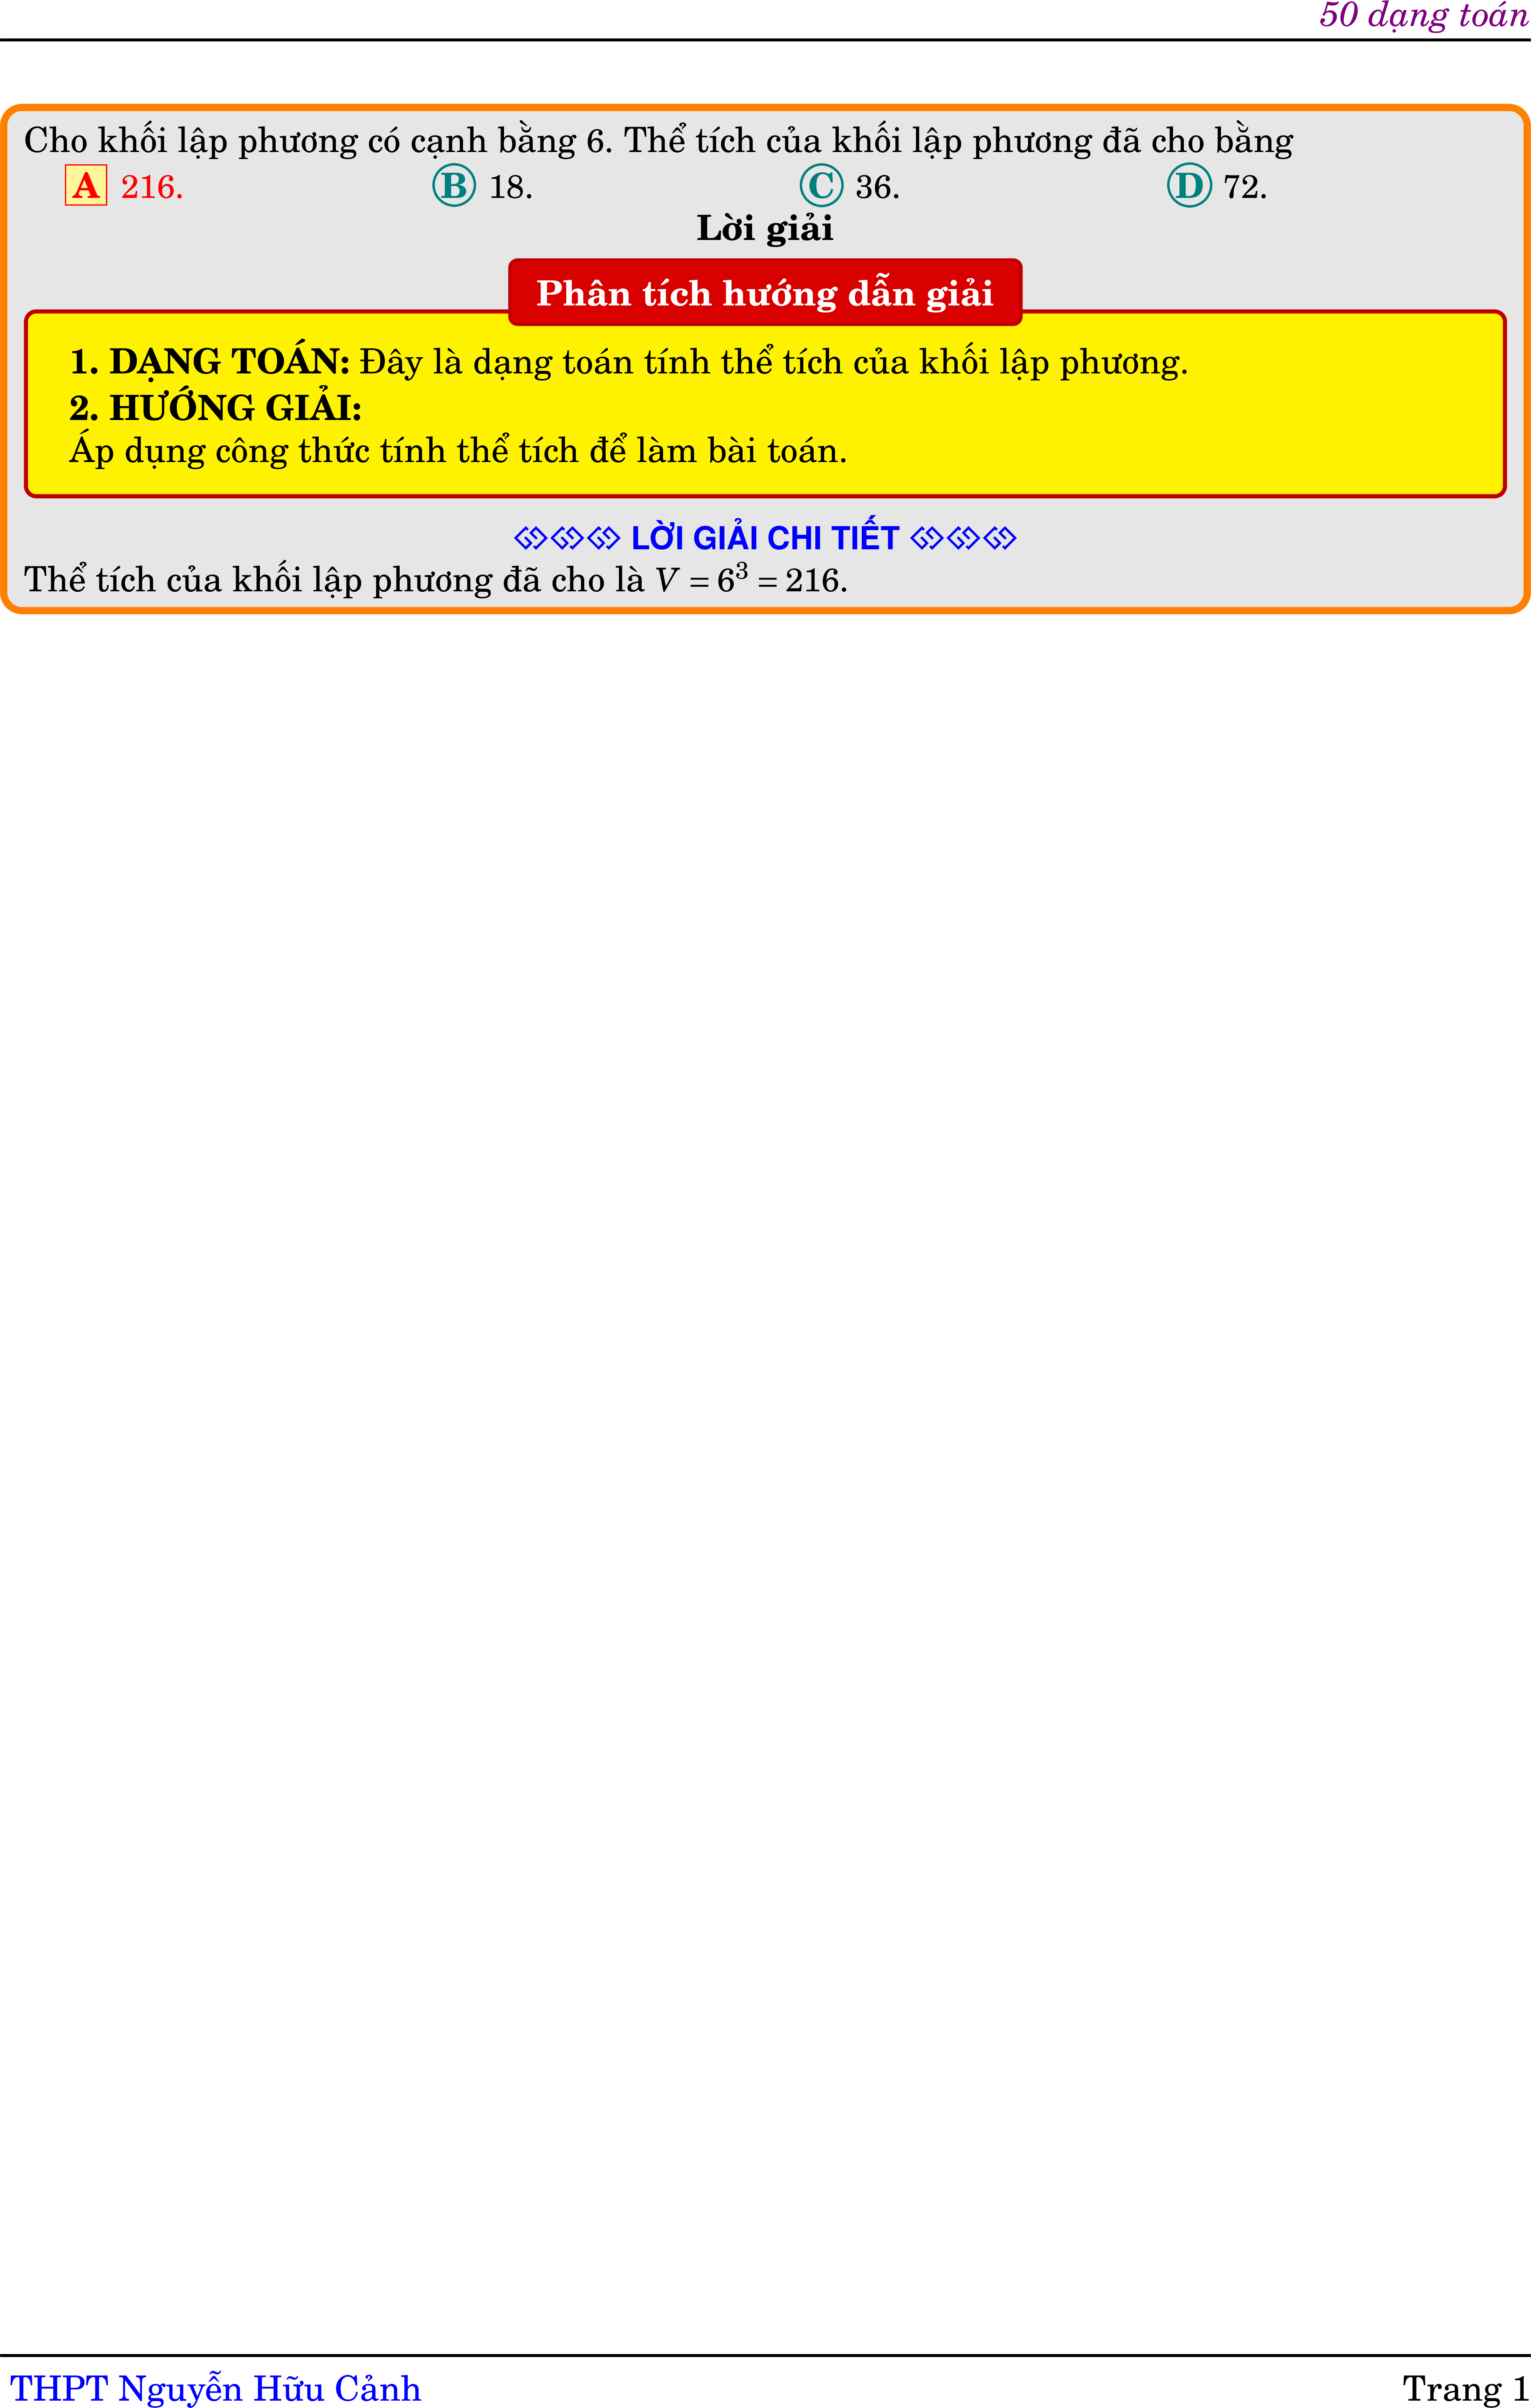 50 dạng toán
Cho khối lập phương có cạnh bằng 6. Thể tích của khối lập phương đã cho bằng
A 216. B 18. C 36. D 72.
Lời giải
Phân tích hướng dẫn giải
1. DẠNG TOÁN: Đây là dạng toán tính thể tích của khối lập phương.
2. HƯỚNG GIẢI:
Áp dụng công thức tính thể tích để làm bài toán.
LỜI GIẢI CHI TIẾT
Thể tích của khối lập phương đã cho là V = 6³ = 216.
THPT Nguyễn Hữu Cảnh Trang 1